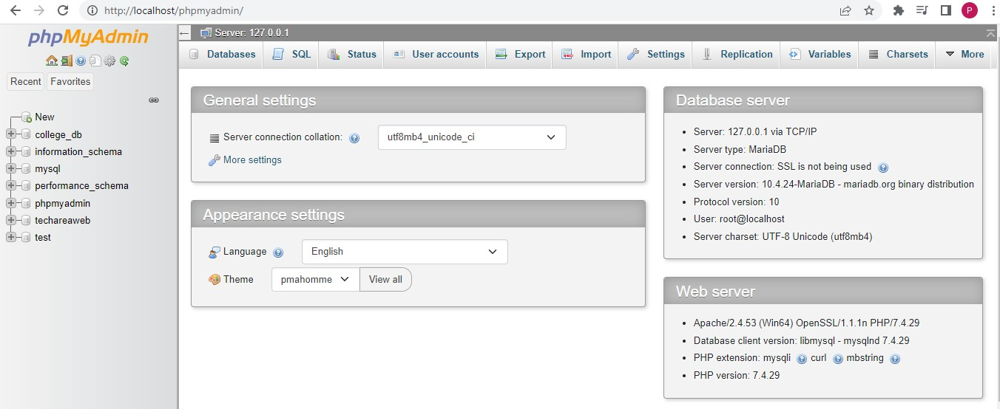 http://localhost/phpmyadmin/
P
phpMyAdmin
Recent Favorites
New
college_db
information_schema
mysql
performance_schema
phpmyadmin
techareaweb
test
Server: 127.0.0.1
Databases SQL Status User accounts Export Import Settings Replication Variables Charsets More
General settings
Server connection collation: utf8mb4_unicode_ci
More settings
Appearance settings
Language English
Theme pmahomme View all
Database server
Server: 127.0.0.1 via TCP/IP
Server type: MariaDB
Server connection: SSL is not being used
Server version: 10.4.24-MariaDB - mariadb.org binary distribution
Protocol version: 10
User: root@localhost
Server charset: UTF-8 Unicode (utf8mb4)
Web server
Apache/2.4.53 (Win64) OpenSSL/1.1.1n PHP/7.4.29
Database client version: libmysql - mysqlnd 7.4.29
PHP extension: mysqli curl mbstring
PHP version: 7.4.29